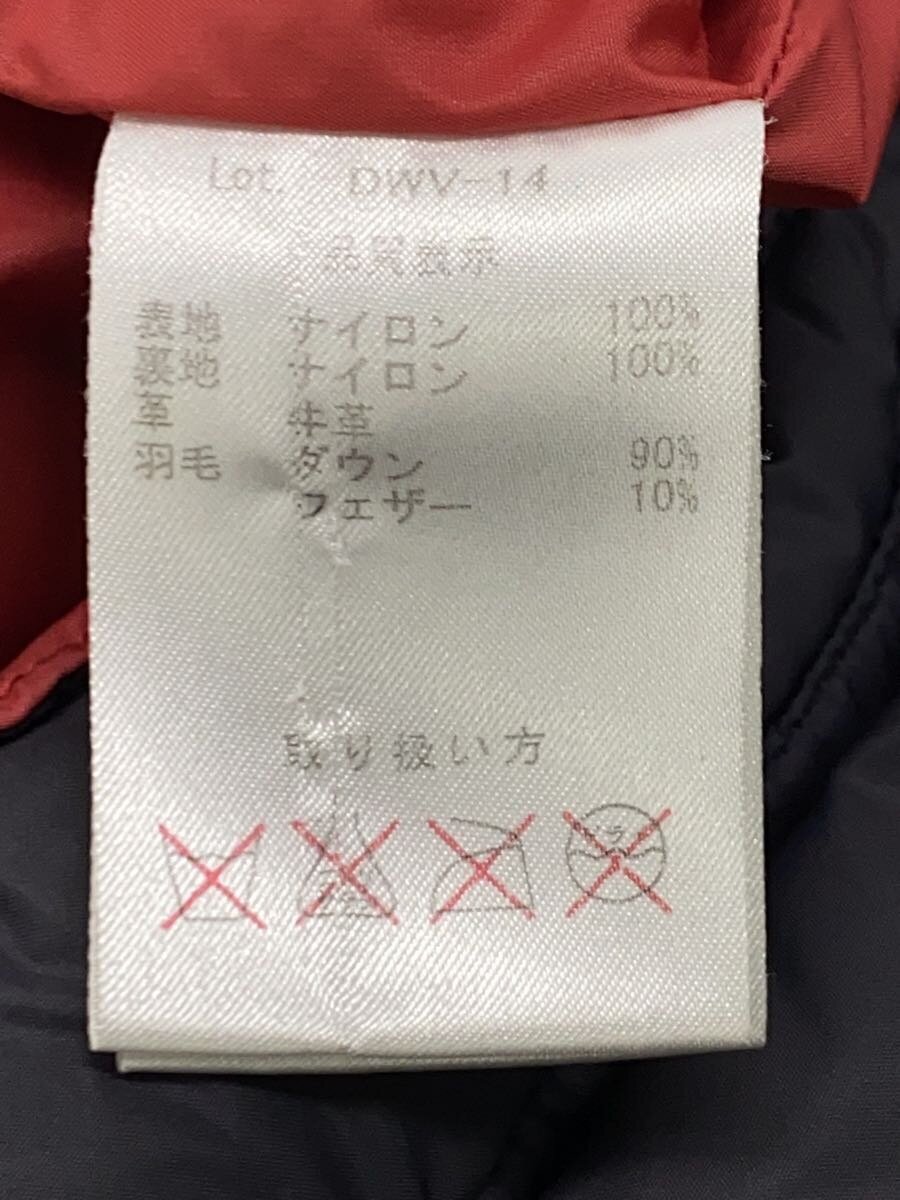 Lot. DWV-14
品質表示
表地 ナイロン 100%
裏地 ナイロン 100%
革 牛革
羽毛 ダウン 90%
フェザー 10%
取り扱い方